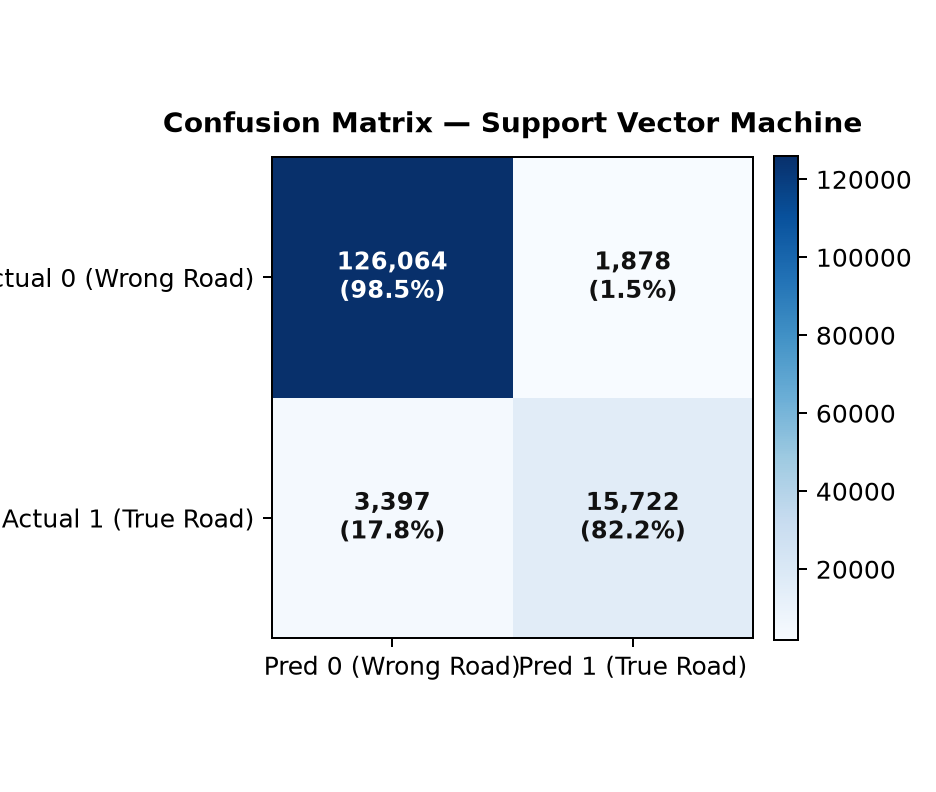 Confusion Matrix — Support Vector Machine
126,064
(98.5%)
1,878
(1.5%)
120000
100000
80000
60000
40000
20000
ctual 0 (Wrong Road)
3,397
(17.8%)
15,722
(82.2%)
Actual 1 (True Road)
Pred 0 (Wrong Road)
Pred 1 (True Road)